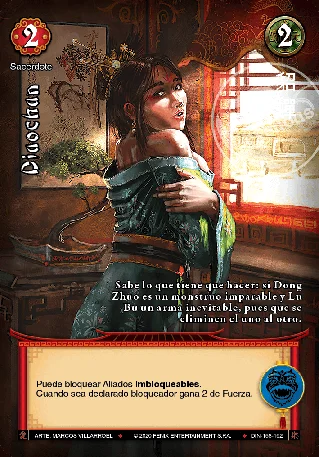 2
2
Sacerdote
Diaochan
Sabe lo que tiene que hacer: si Dong
Zhuo es un monstruo imparable y Lu
Bu un arma inevitable, pues que se
eliminen el uno al otro.
Puede bloquear Aliados Imbloqueables.
Cuando sea declarado bloqueador gana 2 de Fuerza.
ARTE: MARCOS VILLARROEL © 2020 FENIX ENTERTAINMENT S.P.A.